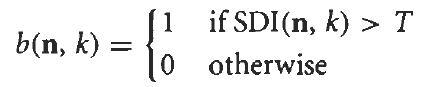 b(n, k) = { 1 if SDI(n, k) > T
0 otherwise